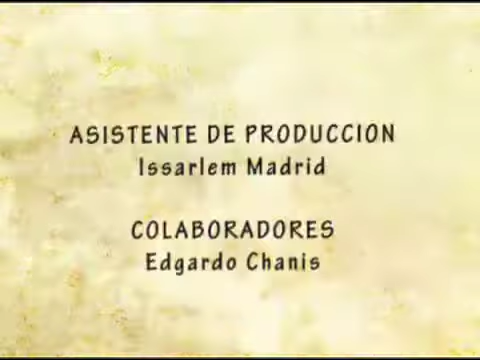 ASISTENTE DE PRODUCCION
Issarlem Madrid
COLABORADORES
Edgardo Chanis